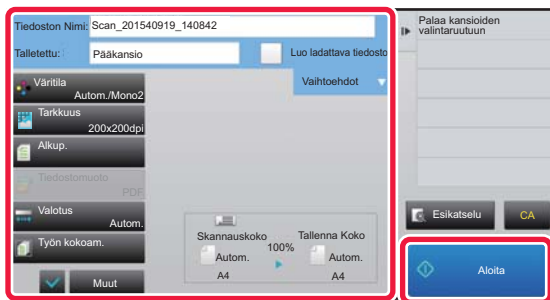 Tiedoston Nimi: Scan_201540919_140842
Talletettu: Pääkansio
Luo ladattava tiedosto
Vaihtoehdot
Väritila
Autom./Mono2
Tarkkuus
200x200dpi
Alkup.
Tiedostomuoto
PDF
Valotus
Autom.
Työn kokoam.
Muut
Skannauskoko
100%
Tallenna Koko
Autom.
Autom.
A4
A4
Palaa kansioiden
valintaruutuun
Esikatselu
CA
Aloita